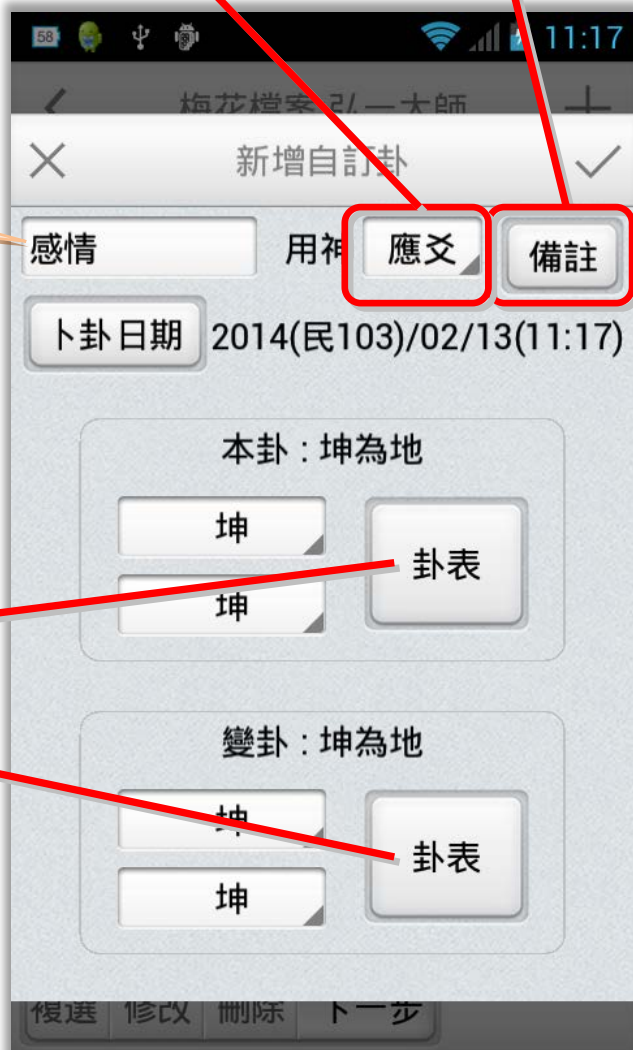 58 11:17
梅花檔案 弘一大師
新增自訂卦
感情 用神 應爻 備註
卜卦日期 2014(民103)/02/13(11:17)
本卦：坤為地
坤
卦表
坤
變卦：坤為地
坤
卦表
坤
複選 修改 刪除 下一步